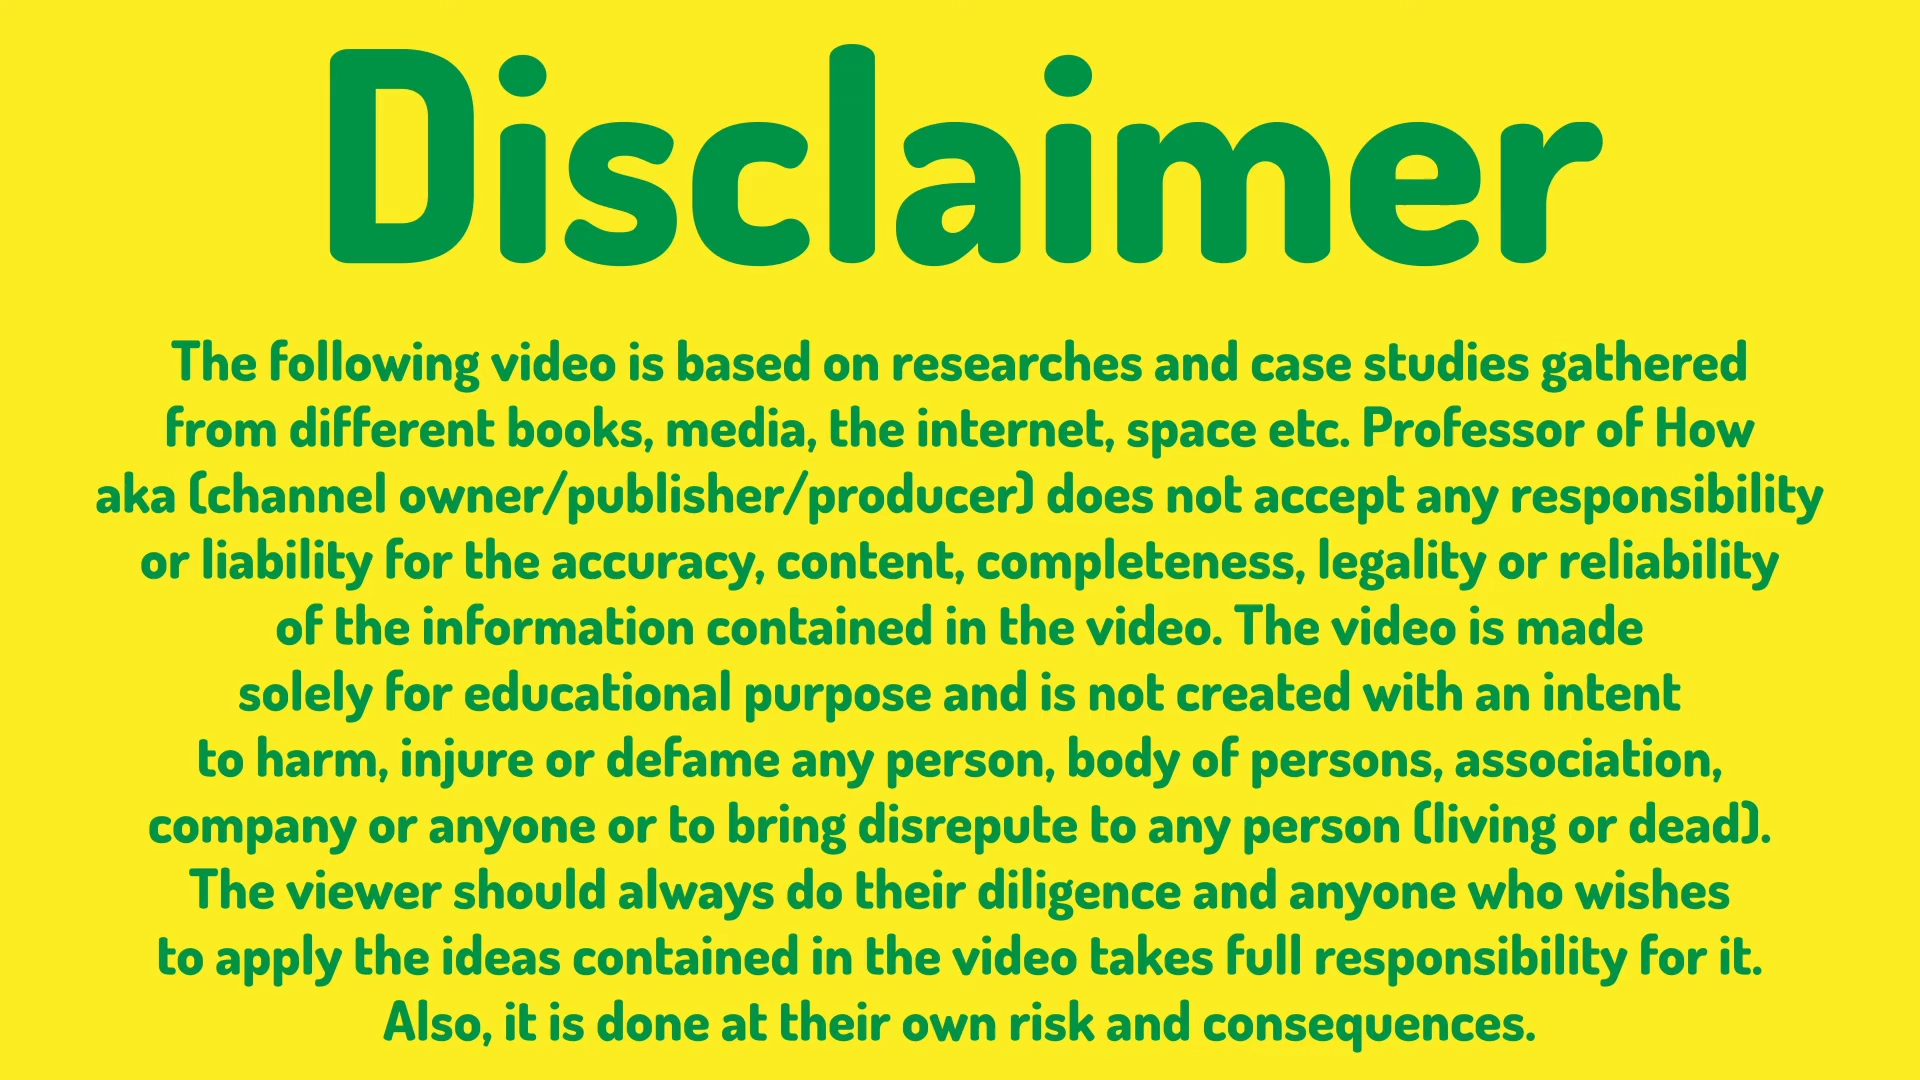 Disclaimer
The following video is based on researches and case studies gathered
from different books, media, the internet, space etc. Professor of How
aka (channel owner/publisher/producer) does not accept any responsibility
or liability for the accuracy, content, completeness, legality or reliability
of the information contained in the video. The video is made
solely for educational purpose and is not created with an intent
to harm, injure or defame any person, body of persons, association,
company or anyone or to bring disrepute to any person (living or dead).
The viewer should always do their diligence and anyone who wishes
to apply the ideas contained in the video takes full responsibility for it.
Also, it is done at their own risk and consequences.